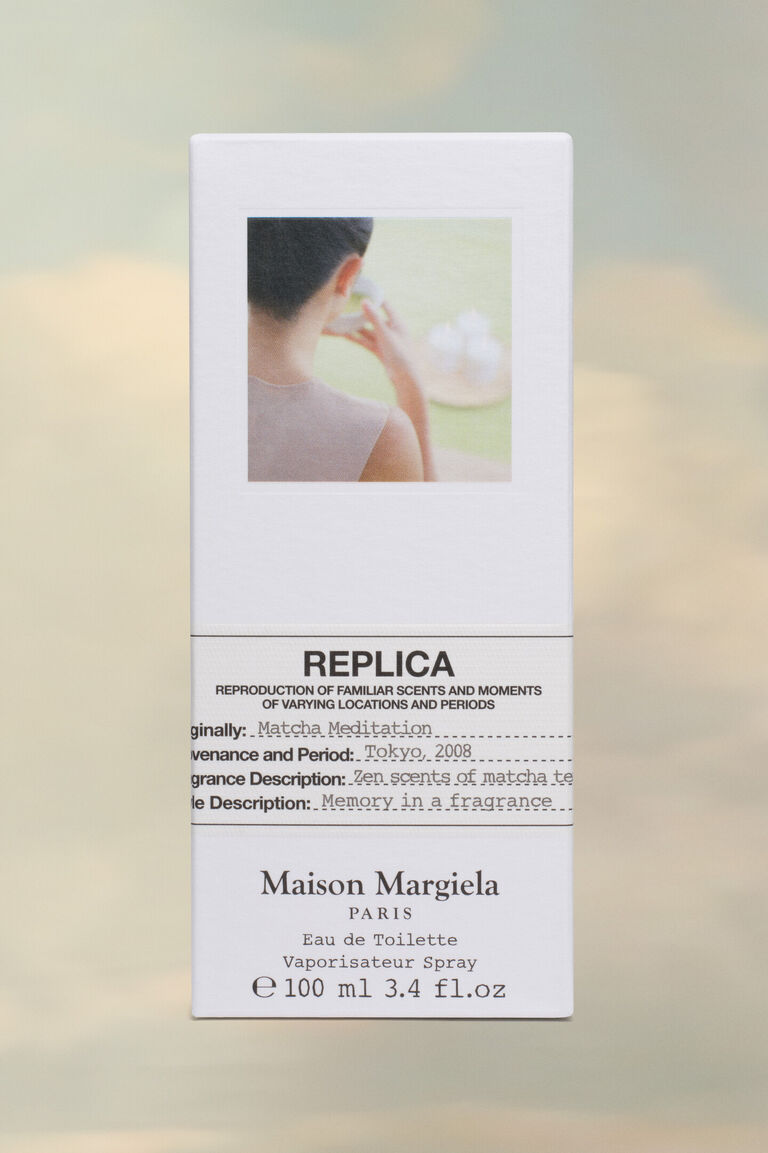 REPLICA
REPRODUCTION OF FAMILIAR SCENTS AND MOMENTS
OF VARYING LOCATIONS AND PERIODS
ginally: Matcha Meditation
venance and Period: Tokyo, 2008
grance Description: Zen scents of matcha te
le Description: Memory in a fragrance
Maison Margiela
PARIS
Eau de Toilette
Vaporisateur Spray
℮ 100 ml 3.4 fl.oz